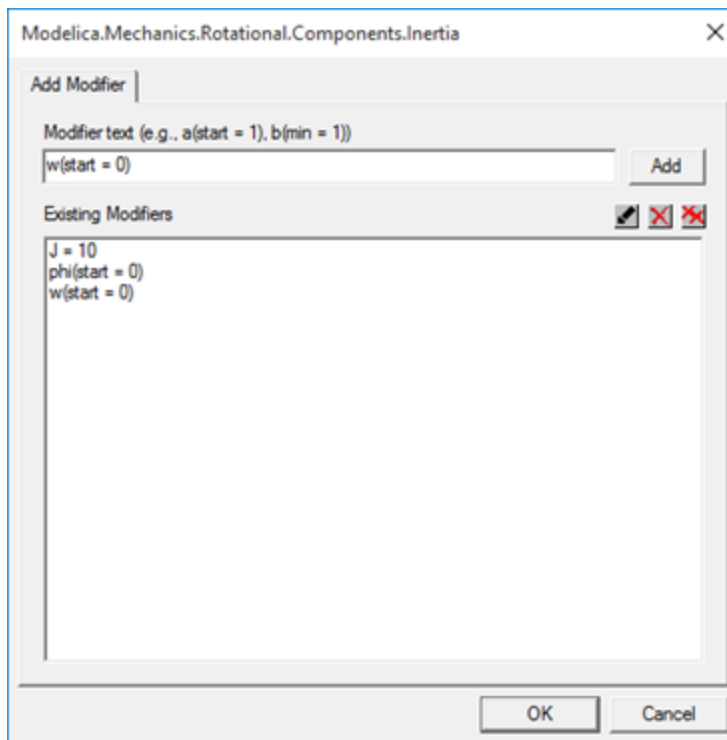 Modelica.Mechanics.Rotational.Components.Inertia
Add Modifier
Modifier text (e.g., a(start = 1), b(min = 1))
w(start = 0)
Add
Existing Modifiers
J = 10
phi(start = 0)
w(start = 0)
OK
Cancel